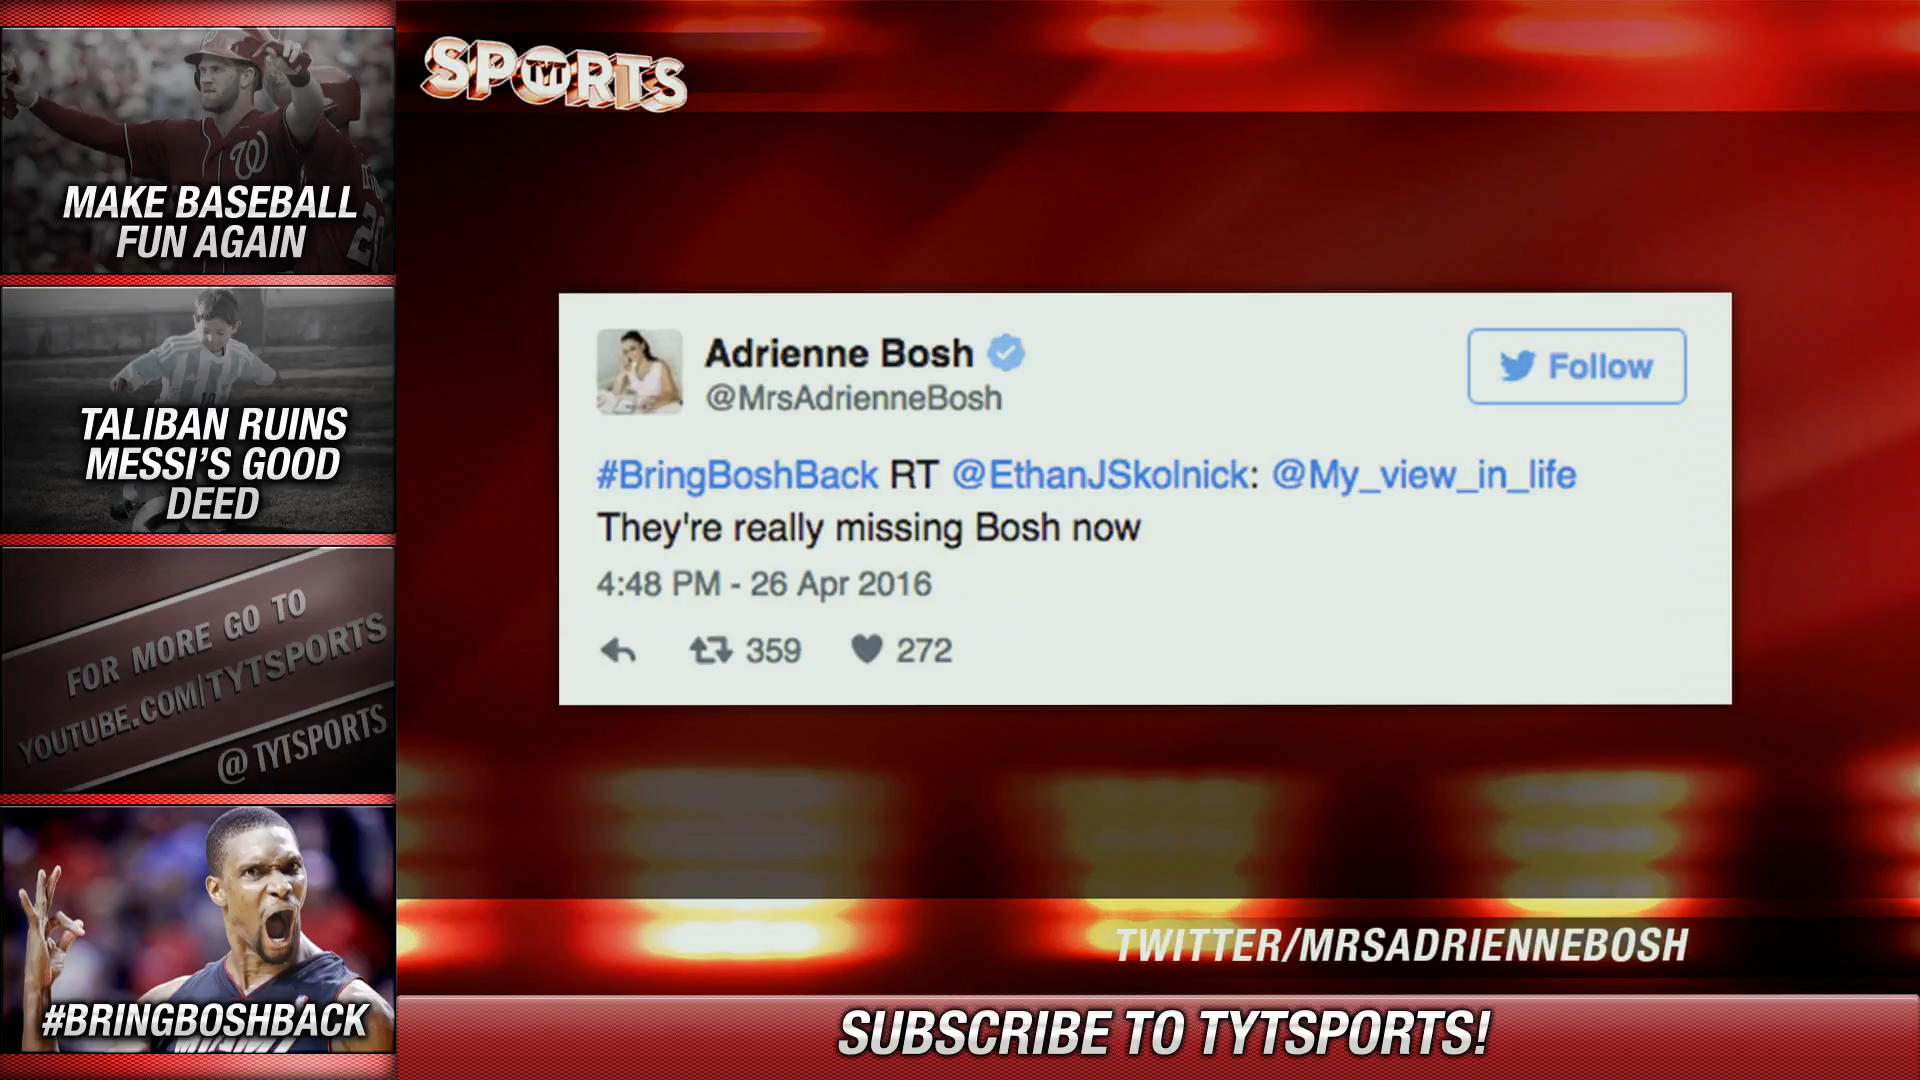 SPORTS
TYT
MAKE BASEBALL
FUN AGAIN
TALIBAN RUINS
MESSI'S GOOD
DEED
FOR MORE GO TO
YOUTUBE.COM/TYTSPORTS
@TYTSPORTS
#BRINGBOSHBACK
Adrienne Bosh
@MrsAdrienneBosh
Follow
#BringBoshBack RT @EthanJSkolnick: @My_view_in_life
They're really missing Bosh now
4:48 PM - 26 Apr 2016
359 272
TWITTER/MRSADRIENNEBOSH
SUBSCRIBE TO TYTSPORTS!